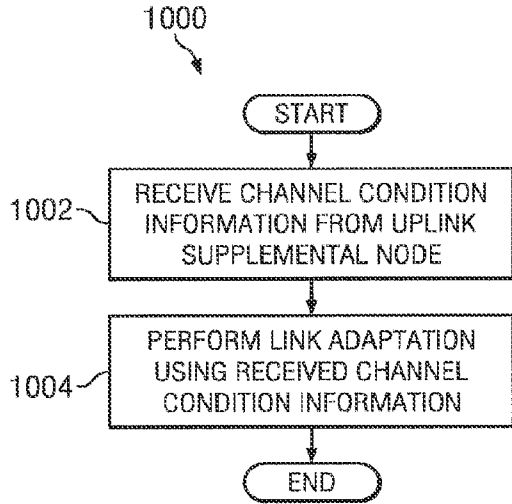 1000
START
1002
RECEIVE CHANNEL CONDITION
INFORMATION FROM UPLINK
SUPPLEMENTAL NODE
1004
PERFORM LINK ADAPTATION
USING RECEIVED CHANNEL
CONDITION INFORMATION
END